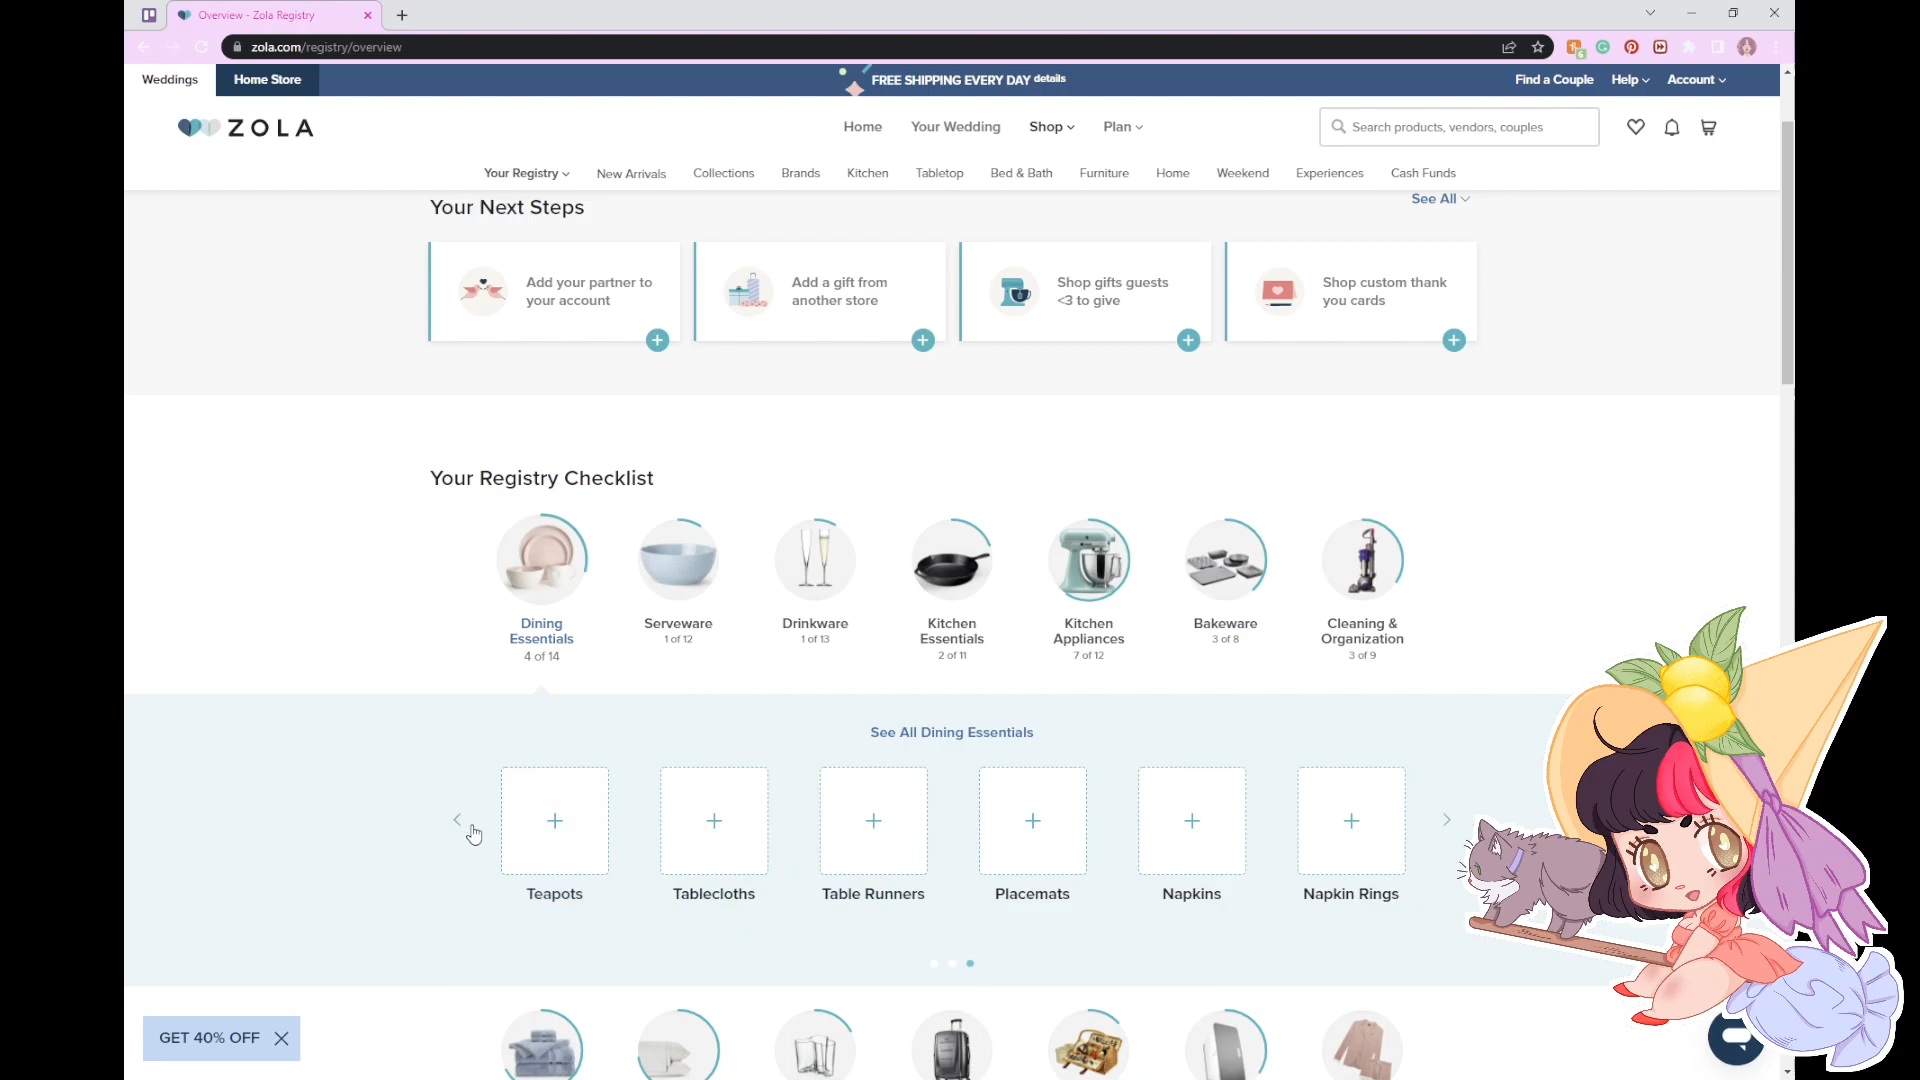 Overview - Zola Registry
zola.com/registry/overview
6
Weddings
Home Store
FREE SHIPPING EVERY DAY details
Find a Couple
Help
Account
ZOLA
Home
Your Wedding
Shop
Plan
Search products, vendors, couples
Your Registry
New Arrivals
Collections
Brands
Kitchen
Tabletop
Bed & Bath
Furniture
Home
Weekend
Experiences
Cash Funds
Your Next Steps
See All
Add your partner to
your account
Add a gift from
another store
Shop gifts guests
<3 to give
Shop custom thank
you cards
Your Registry Checklist
Dining
Essentials
4 of 14
Serveware
1 of 12
Drinkware
1 of 13
Kitchen
Essentials
2 of 11
Kitchen
Appliances
7 of 12
Bakeware
3 of 8
Cleaning &
Organization
3 of 9
See All Dining Essentials
Teapots
Tablecloths
Table Runners
Placemats
Napkins
Napkin Rings
GET 40% OFF